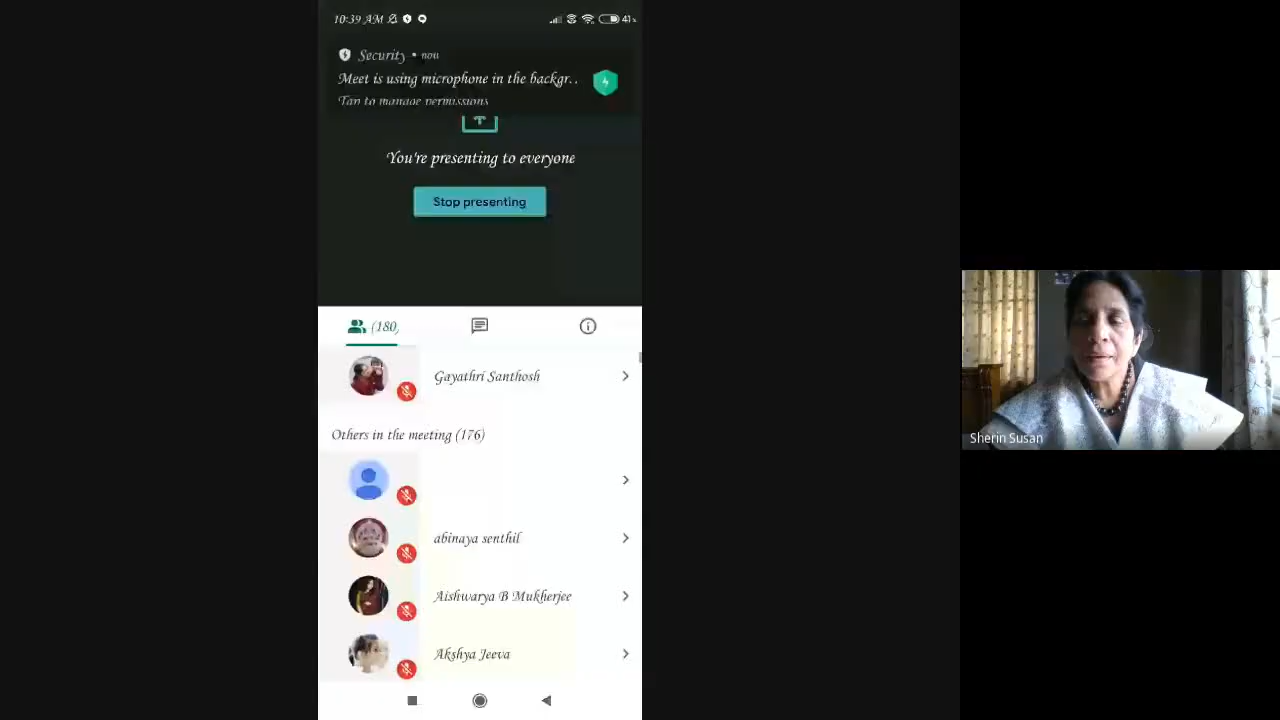 10:39 AM
41%
Security • now
Meet is using microphone in the backgr..
Tap to manage permissions
You're presenting to everyone
Stop presenting
(180)
Gayathri Santhosh
Others in the meeting (176)
abinaya senthil
Aishwarya B Mukherjee
Akshya Jeeva
Sherin Susan